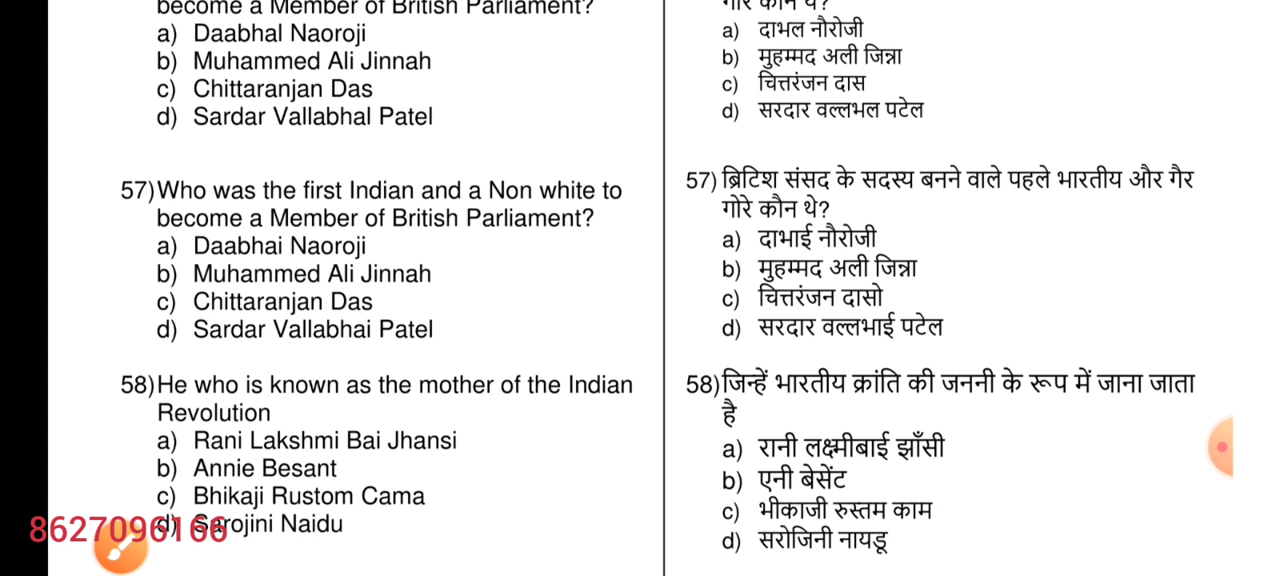 become a Member of British Parliament?
a) Daabhal Naoroji
b) Muhammed Ali Jinnah
c) Chittaranjan Das
d) Sardar Vallabhal Patel
57)Who was the first Indian and a Non white to
become a Member of British Parliament?
a) Daabhai Naoroji
b) Muhammed Ali Jinnah
c) Chittaranjan Das
d) Sardar Vallabhai Patel
58)He who is known as the mother of the Indian
Revolution
a) Rani Lakshmi Bai Jhansi
b) Annie Besant
c) Bhikaji Rustom Cama
d) Sarojini Naidu
8627096166
गोरे कौन थे?
a) दाभल नौरोजी
b) मुहम्मद अली जिन्ना
c) चित्तरंजन दास
d) सरदार वल्लभल पटेल
57) ब्रिटिश संसद के सदस्य बनने वाले पहले भारतीय और गैर
गोरे कौन थे?
a) दाभाई नौरोजी
b) मुहम्मद अली जिन्ना
c) चित्तरंजन दासो
d) सरदार वल्लभाई पटेल
58)जिन्हें भारतीय क्रांति की जननी के रूप में जाना जाता
है
a) रानी लक्ष्मीबाई झाँसी
b) एनी बेसेंट
c) भीकाजी रुस्तम काम
d) सरोजिनी नायडू